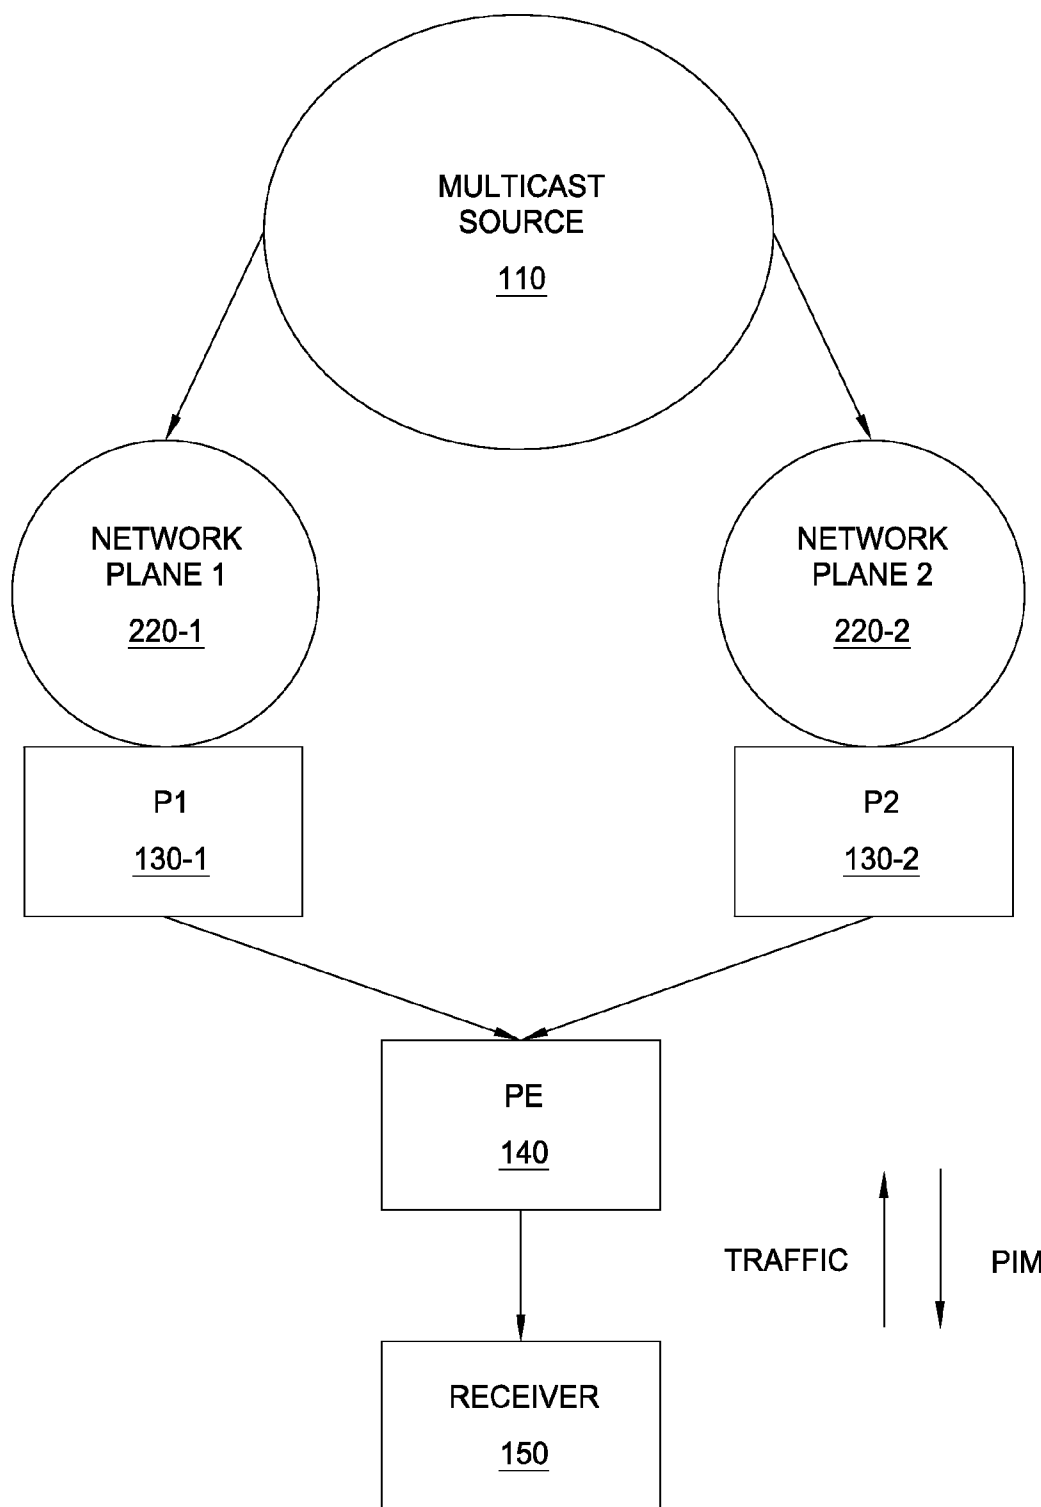 MULTICAST
SOURCE
110
NETWORK
PLANE 1
220-1
NETWORK
PLANE 2
220-2
P1
130-1
P2
130-2
PE
140
TRAFFIC
PIM
RECEIVER
150